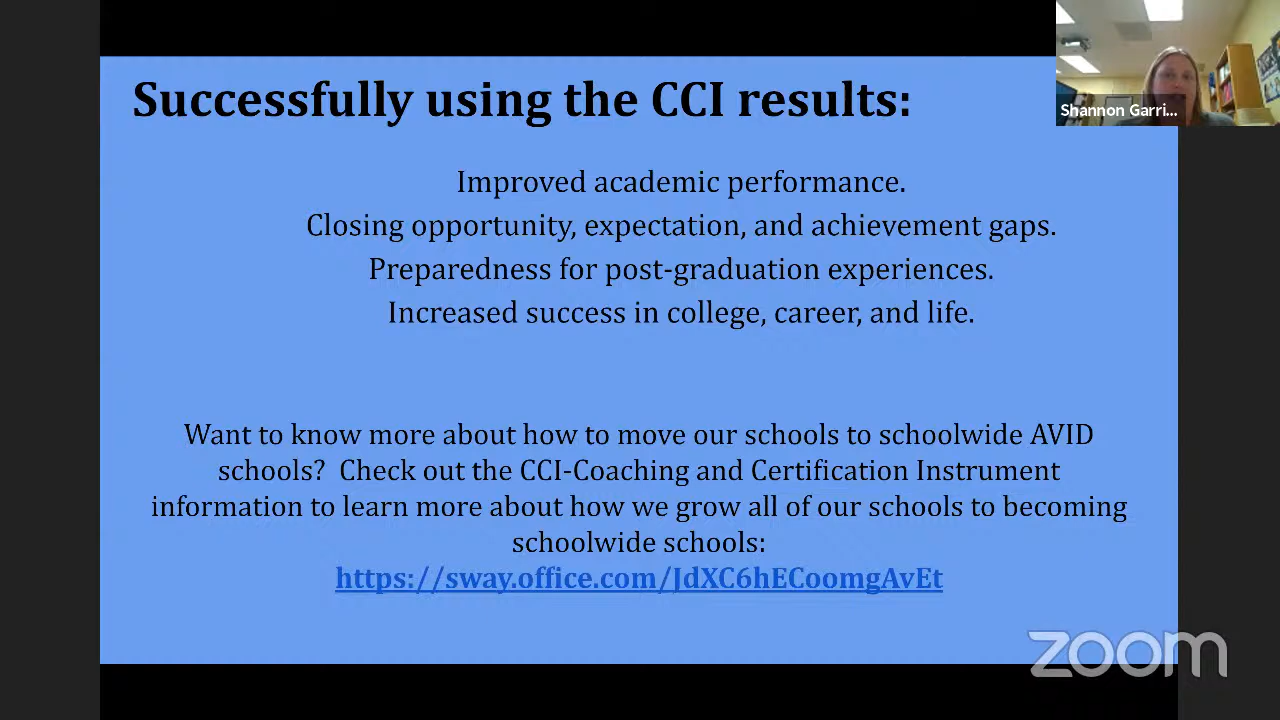 Successfully using the CCI results:
Shannon Garri...
Improved academic performance.
Closing opportunity, expectation, and achievement gaps.
Preparedness for post-graduation experiences.
Increased success in college, career, and life.
Want to know more about how to move our schools to schoolwide AVID
schools?  Check out the CCI-Coaching and Certification Instrument
information to learn more about how we grow all of our schools to becoming
schoolwide schools:
https://sway.office.com/JdXC6hECoomgAvEt
zoom